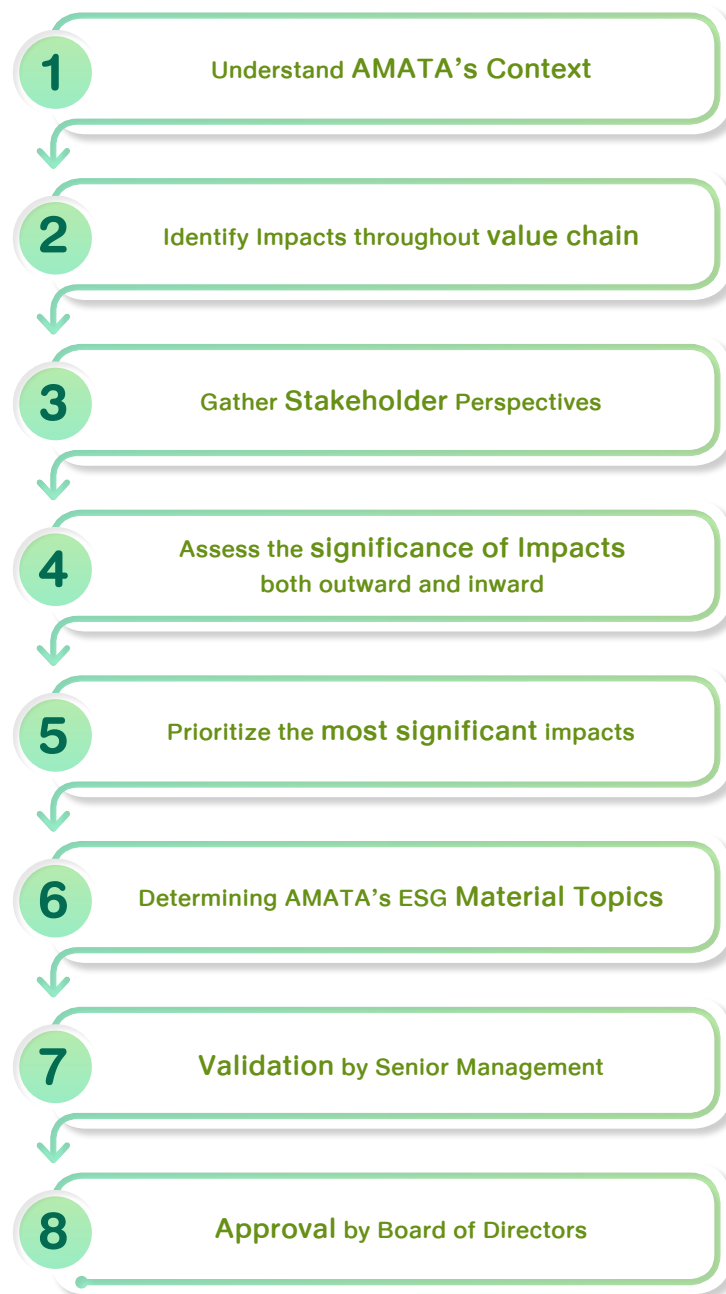 1
Understand AMATA's Context
2
Identify Impacts throughout value chain
3
Gather Stakeholder Perspectives
4
Assess the significance of Impacts
both outward and inward
5
Prioritize the most significant impacts
6
Determining AMATA's ESG Material Topics
7
Validation by Senior Management
8
Approval by Board of Directors